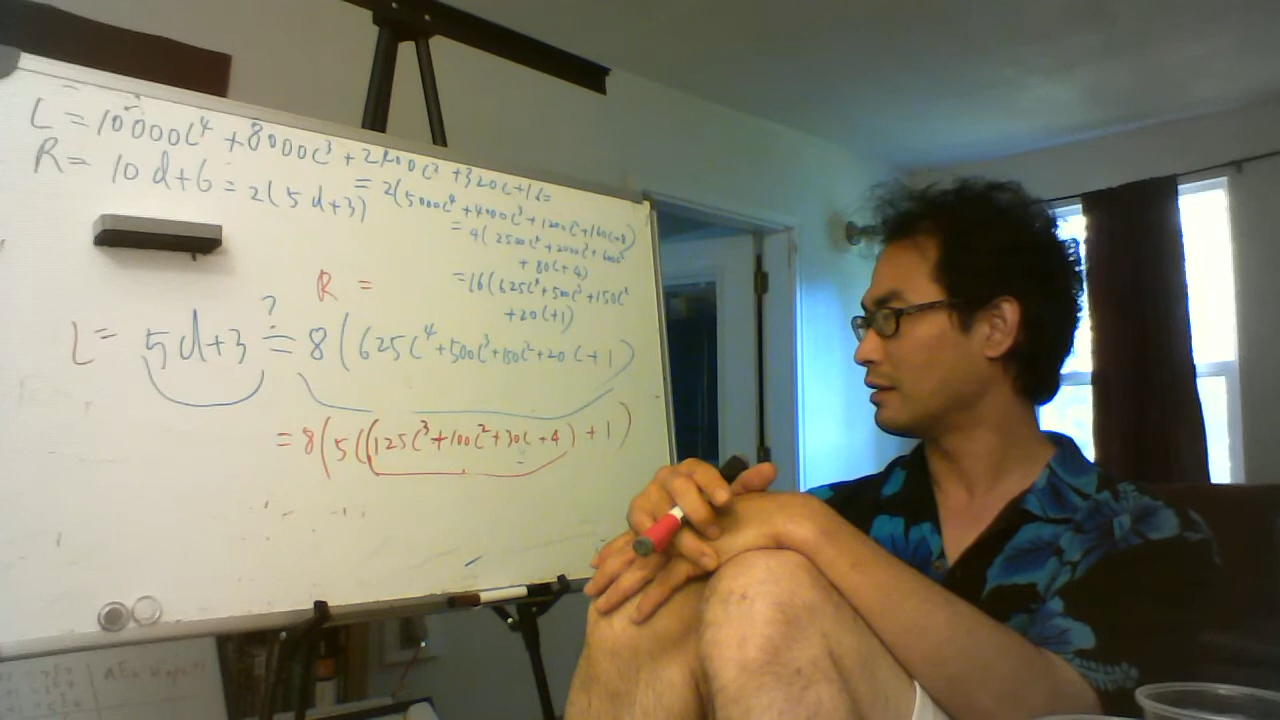 L = 10000C⁴ + 8000C³ + 2400C² + 320C + 16 =
R = 10d+6 = 2(5d+3)
= 2(5000C⁴ + 4000C³ + 1200C² + 160C + 8)
= 4(2500C⁴ + 2000C³ + 600C²
+ 80C + 4)
= 16(625C⁴ + 500C³ + 150C²
+ 20C + 1)
R =
L = 5d+3 ?= 8(625C⁴ + 500C³ + 150C² + 20C + 1)
= 8(5C(125C³ + 100C² + 30C + 4) + 1)